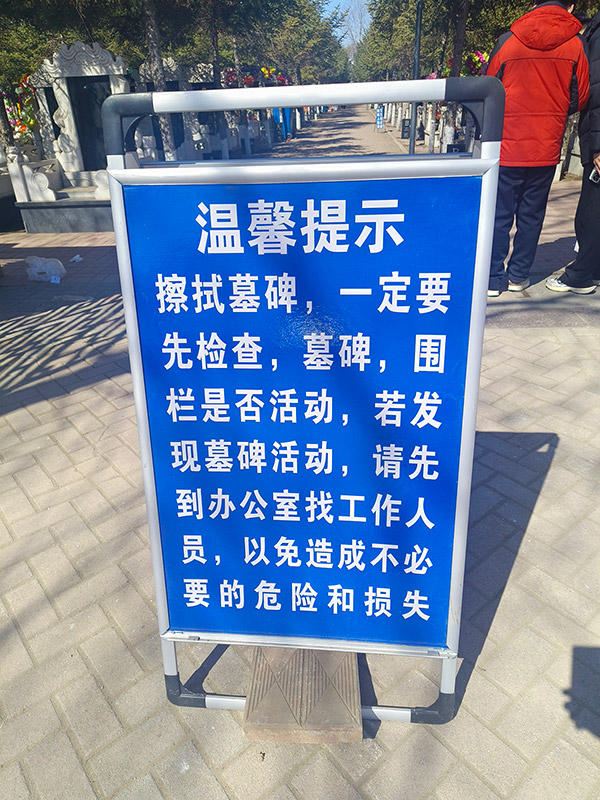 温馨提示
擦拭墓碑，一定要
先检查，墓碑，围
栏是否活动，若发
现墓碑活动，请先
到办公室找工作人
员，以免造成不必
要的危险和损失